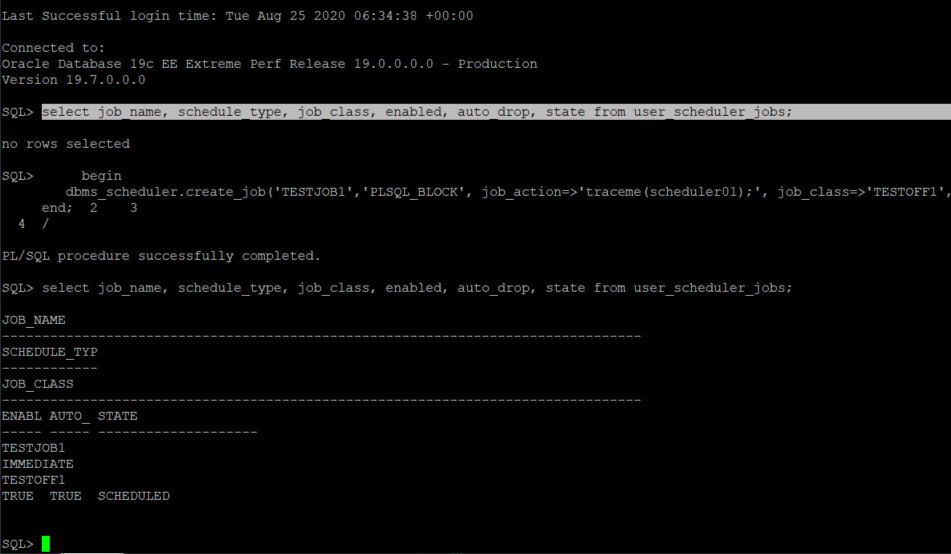 Last Successful login time: Tue Aug 25 2020 06:34:38 +00:00
Connected to:
Oracle Database 19c EE Extreme Perf Release 19.0.0.0.0 - Production
Version 19.7.0.0.0
SQL> select job_name, schedule_type, job_class, enabled, auto_drop, state from user_scheduler_jobs;
no rows selected
SQL>      begin
        dbms_scheduler.create_job('TESTJOB1','PLSQL_BLOCK', job_action=>'traceme(scheduler01);', job_class=>'TESTOFF1',
     end;  2    3
  4  /
PL/SQL procedure successfully completed.
SQL> select job_name, schedule_type, job_class, enabled, auto_drop, state from user_scheduler_jobs;
JOB_NAME
--------------------------------------------------------------------------------
SCHEDULE_TYP
------------
JOB_CLASS
--------------------------------------------------------------------------------
ENABL AUTO_ STATE
----- ----- --------------------
TESTJOB1
IMMEDIATE
TESTOFF1
TRUE  TRUE  SCHEDULED
SQL>